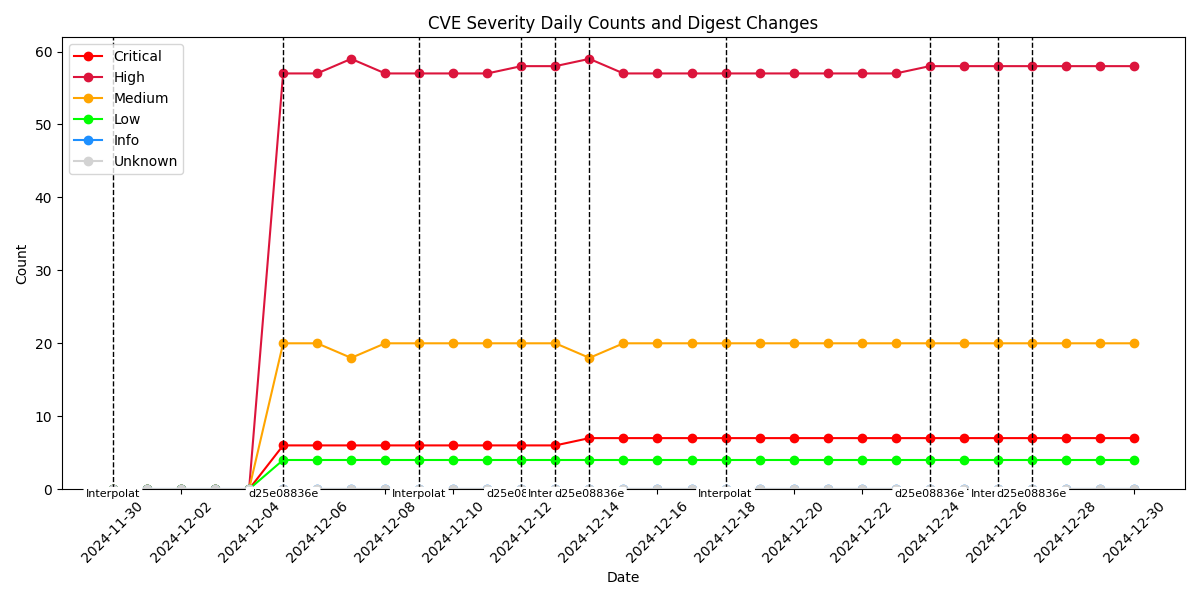 CVE Severity Daily Counts and Digest Changes
Critical
High
Medium
Low
Info
Unknown
60
50
40
30
20
10
0
Count
Interpolat d25e08836e Interpolat Inter d25e08836e Interpolat d25e08836e Inter d25e08836e
2024-11-30 2024-12-02 2024-12-04 2024-12-06 2024-12-08 2024-12-10 2024-12-12 2024-12-14 2024-12-16 2024-12-18 2024-12-20 2024-12-22 2024-12-24 2024-12-26 2024-12-28 2024-12-30
Date